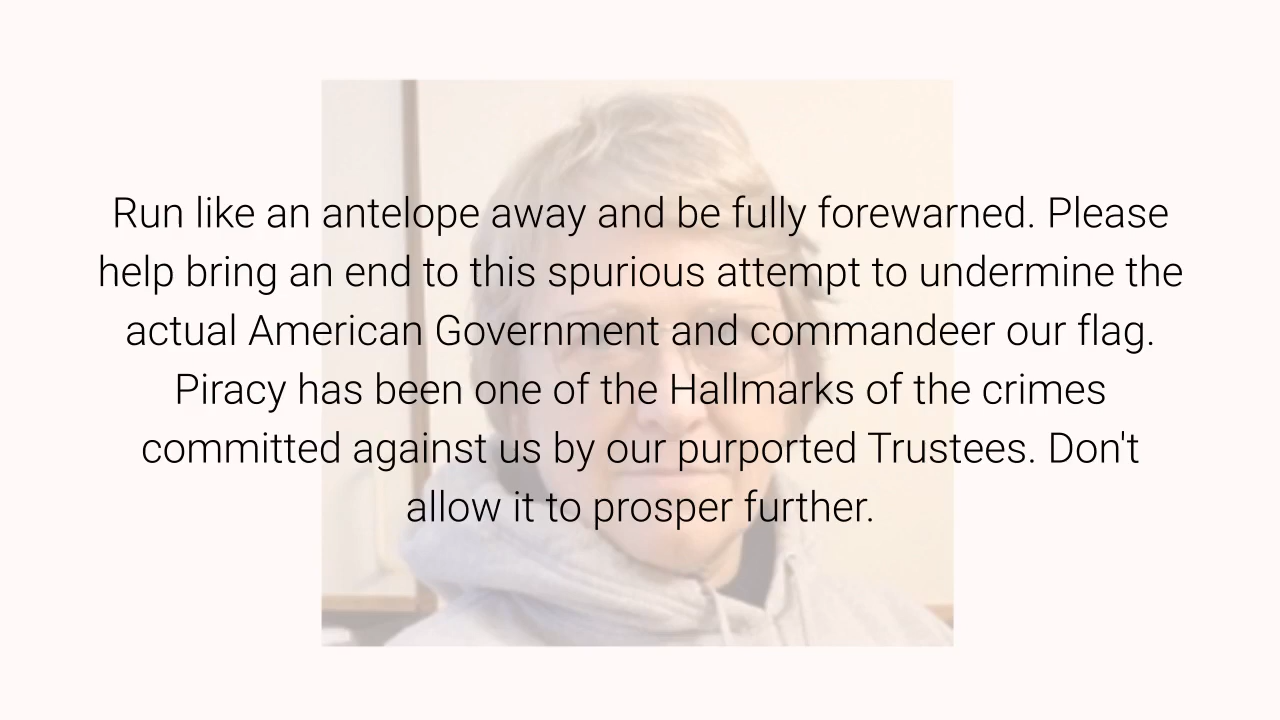 Run like an antelope away and be fully forewarned. Please
help bring an end to this spurious attempt to undermine the
actual American Government and commandeer our flag.
Piracy has been one of the Hallmarks of the crimes
committed against us by our purported Trustees. Don't
allow it to prosper further.